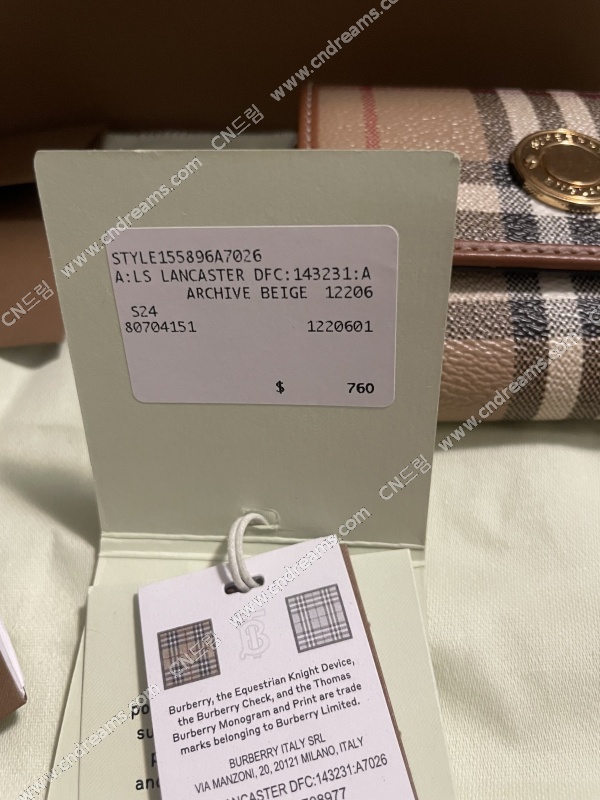 STYLE155896A7026
A:LS LANCASTER DFC:143231:A
ARCHIVE BEIGE 12206
S24
80704151 1220601
$ 760
Burberry, the Equestrian Knight Device,
the Burberry Check, and the Thomas
Burberry Monogram and Print are trade
marks belonging to Burberry Limited.
BURBERRY ITALY SRL
VIA MANZONI, 20, 20121 MILANO, ITALY
LANCASTER DFC:143231:A7026
www.cndreams.com
CN드림
www.cndreams.com
CN드림
www.cndreams.com
CN드림
www.cndreams.com
CN드림
www.cndreams.com